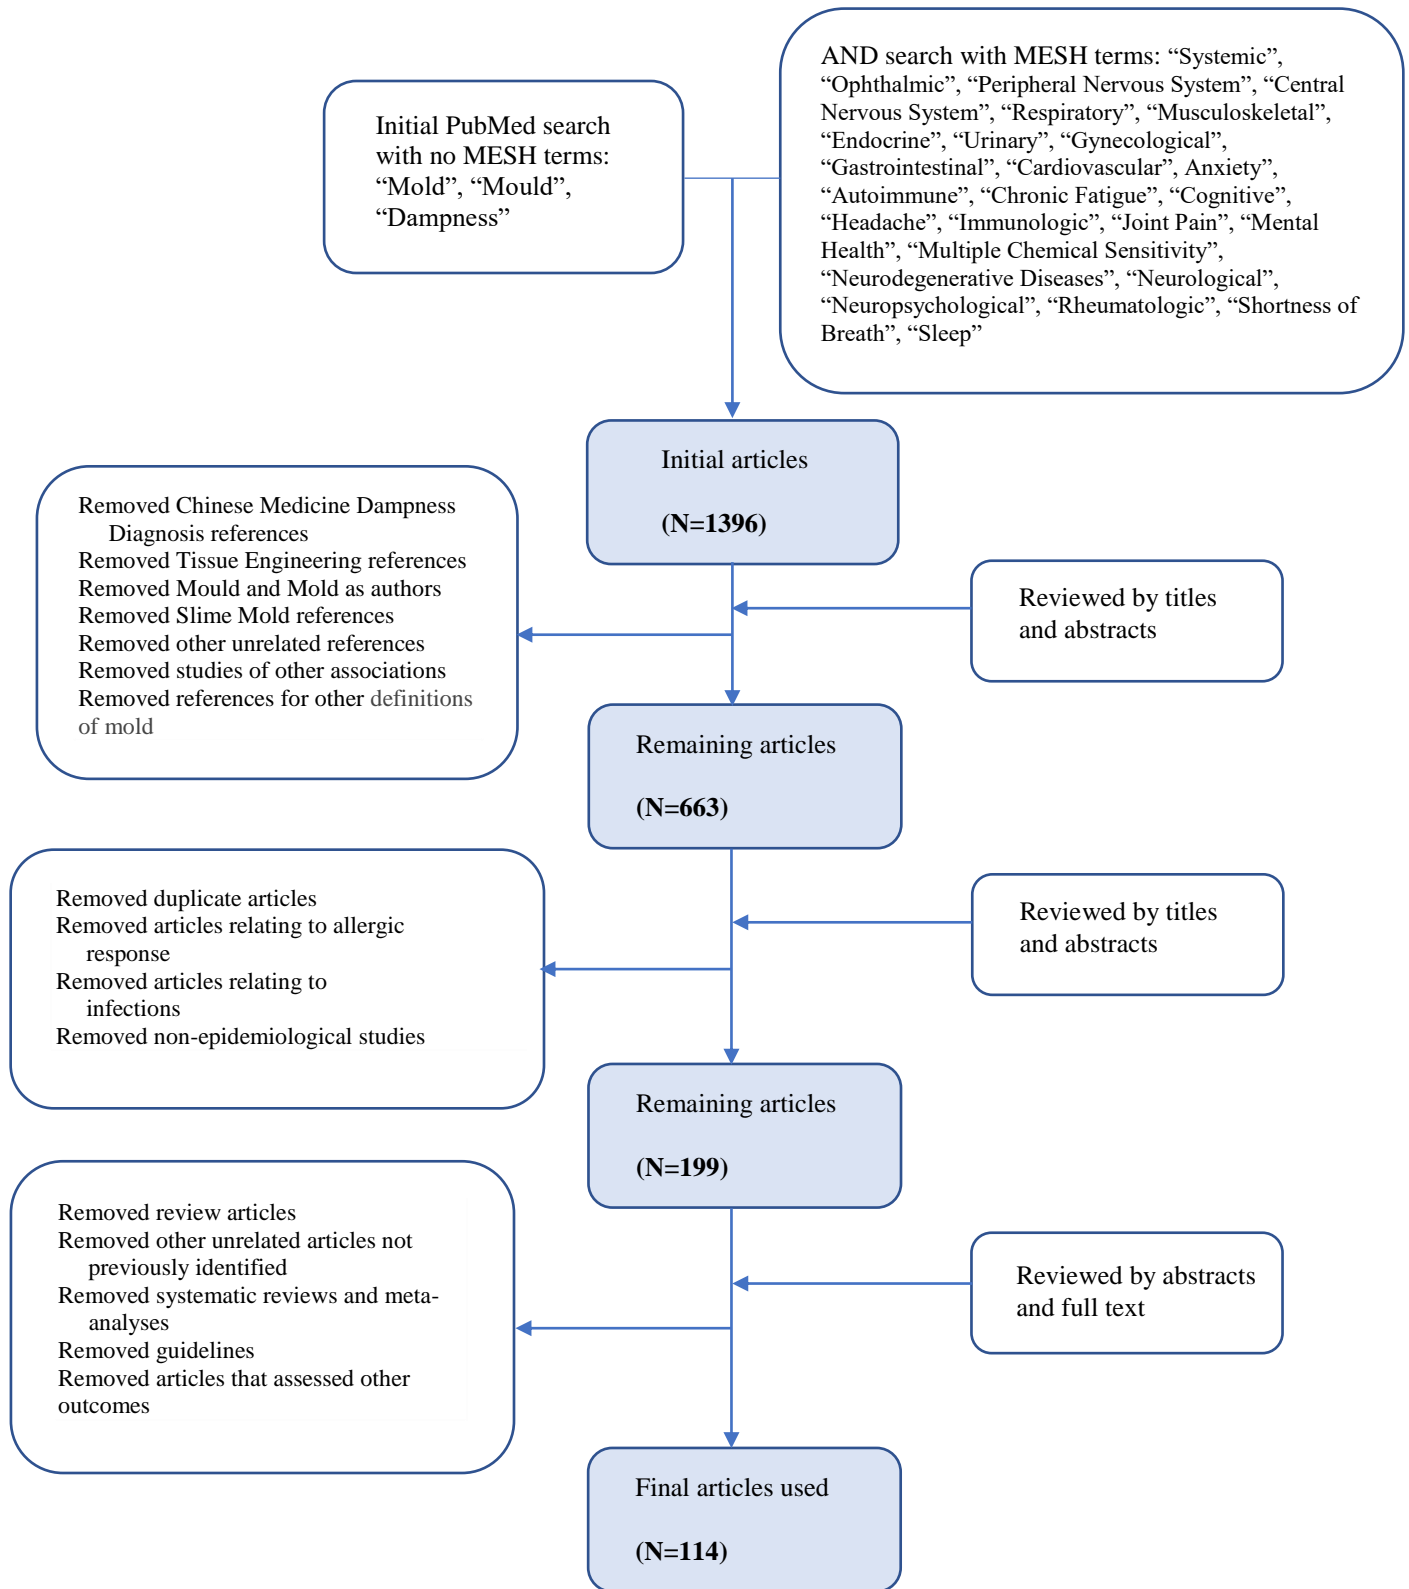 Initial PubMed search
with no MESH terms:
“Mold”, “Mould”,
“Dampness”
AND search with MESH terms: “Systemic”,
“Ophthalmic”, “Peripheral Nervous System”, “Central
Nervous System”, “Respiratory”, “Musculoskeletal”,
“Endocrine”, “Urinary”, “Gynecological”,
“Gastrointestinal”, “Cardiovascular”, Anxiety”,
“Autoimmune”, “Chronic Fatigue”, “Cognitive”,
“Headache”, “Immunologic”, “Joint Pain”, “Mental
Health”, “Multiple Chemical Sensitivity”,
“Neurodegenerative Diseases”, “Neurological”,
“Neuropsychological”, “Rheumatologic”, “Shortness of
Breath”, “Sleep”
Initial articles
(N=1396)
Removed Chinese Medicine Dampness
Diagnosis references
Removed Tissue Engineering references
Removed Mould and Mold as authors
Removed Slime Mold references
Removed other unrelated references
Removed studies of other associations
Removed references for other definitions
of mold
Reviewed by titles
and abstracts
Remaining articles
(N=663)
Removed duplicate articles
Removed articles relating to allergic
response
Removed articles relating to
infections
Removed non-epidemiological studies
Reviewed by titles
and abstracts
Remaining articles
(N=199)
Removed review articles
Removed other unrelated articles not
previously identified
Removed systematic reviews and meta-
analyses
Removed guidelines
Removed articles that assessed other
outcomes
Reviewed by abstracts
and full text
Final articles used
(N=114)